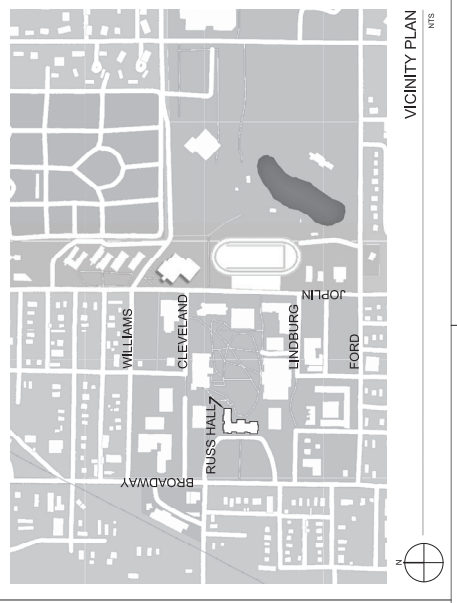 WILLIAMS
CLEVELAND
LINDBURG
JOPLIN
FORD
RUSS HALL
BROADWAY
VICINITY PLAN
NTS
N